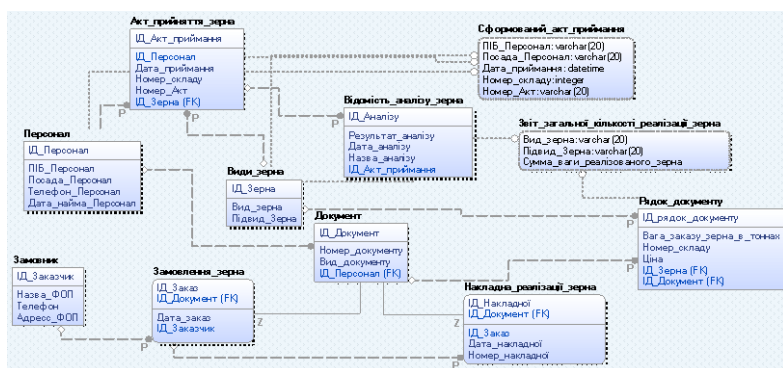 Акт_прийняття_зерна
ІД_Акт_приймання
ІД_Персонал
Дата_приймання
Номер_складу
Номер_Акт
ІД_Зерна (FK)
Сформований_акт_приймання
ПІБ_Персонал: varchar(20)
Посада_Персонал: varchar(20)
Дата_приймання: datetime
Номер_складу: integer
Номер_Акт: varchar(20)
P
P
P
Відомість_аналізу_зерна
ІД_Аналізу
Результат_аналізу
Дата_аналізу
Назва_аналізу
ІД_Акт_приймання
Звіт_загальної_кількості_реалізації_зерна
Вид_зерна: varchar(20)
Підвид_Зерна: varchar(20)
Сумма_ваги_реалізованого_зерна
Персонал
ІД_Персонал
ПІБ_Персонал
Посада_Персонал
Телефон_Персонал
Дата_найма_Персонал
Види_зерна
ІД_Зерна
Вид_зерна
Підвид_Зерна
Документ
ІД_Документ
Номер_документу
Вид_документу
ІД_Персонал (FK)
P
Рядок_документу
ІД_рядок_документу
Вага_заказу_зерна_в_тоннах
Номер_складу
Ціна
ІД_Зерна (FK)
ІД_Документ (FK)
P
P
Замовник
ІД_Заказчик
Назва_ФОП
Телефон
Адресс_ФОП
Замовлення_зерна
ІД_Заказ
ІД_Документ (FK)
Дата_заказ
ІД_Заказчик
Z
P
Накладна_реалізації_зерна
ІД_Накладної
ІД_Документ (FK)
ІД_Заказ
Дата_накладної
Номер_накладної
Z
P